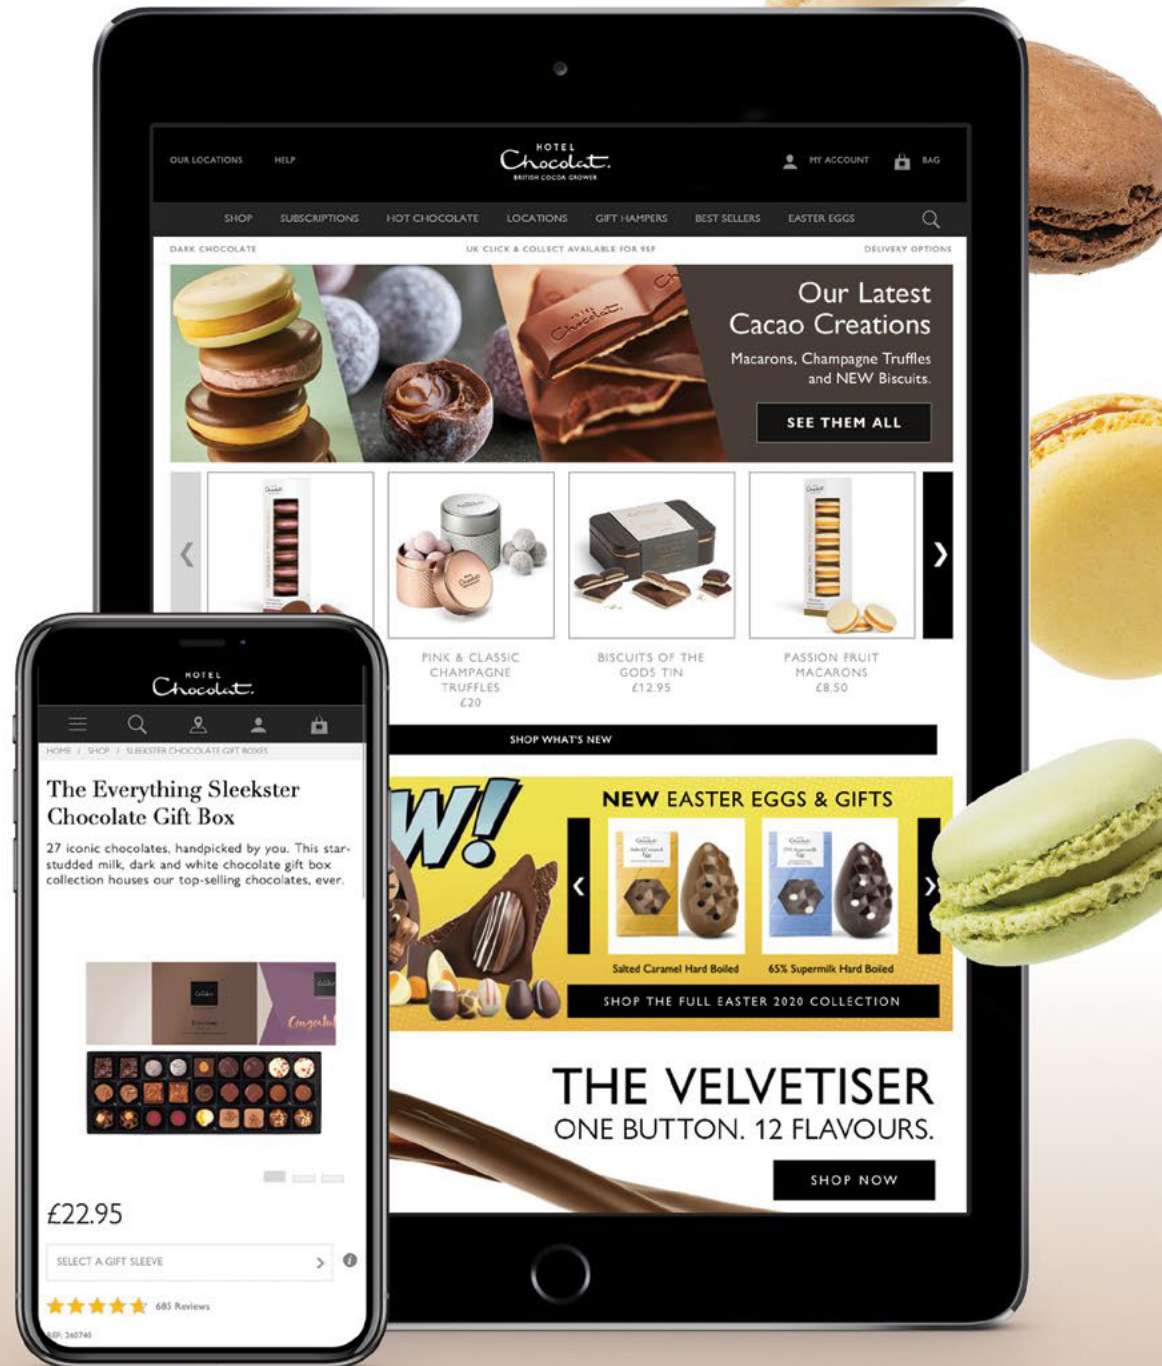 OUR LOCATIONS
HELP
HOTEL
Chocolat.
BRITISH COCOA GROWER
MY ACCOUNT
BAG
SHOP
SUBSCRIPTIONS
HOT CHOCOLATE
LOCATIONS
GIFT HAMPERS
BEST SELLERS
EASTER EGGS
DARK CHOCOLATE
UK CLICK & COLLECT AVAILABLE FOR 95P
DELIVERY OPTIONS
Our Latest
Cacao Creations
Macarons, Champagne Truffles
and NEW Biscuits.
SEE THEM ALL
PINK & CLASSIC
CHAMPAGNE
TRUFFLES
£20
BISCUITS OF THE
GODS TIN
£12.95
PASSION FRUIT
MACARONS
£8.50
SHOP WHAT'S NEW
W!
NEW EASTER EGGS & GIFTS
Salted Caramel Hard Boiled
65% Supermilk Hard Boiled
SHOP THE FULL EASTER 2020 COLLECTION
THE VELVETISER
ONE BUTTON. 12 FLAVOURS.
SHOP NOW
HOTEL
Chocolat.
HOME / SHOP / SLEEKSTER CHOCOLATE GIFT BOXES
The Everything Sleekster
Chocolate Gift Box
27 iconic chocolates, handpicked by you. This star-
studded milk, dark and white chocolate gift box
collection houses our top-selling chocolates, ever.
£22.95
SELECT A GIFT SLEEVE
685 Reviews
REF: 260740